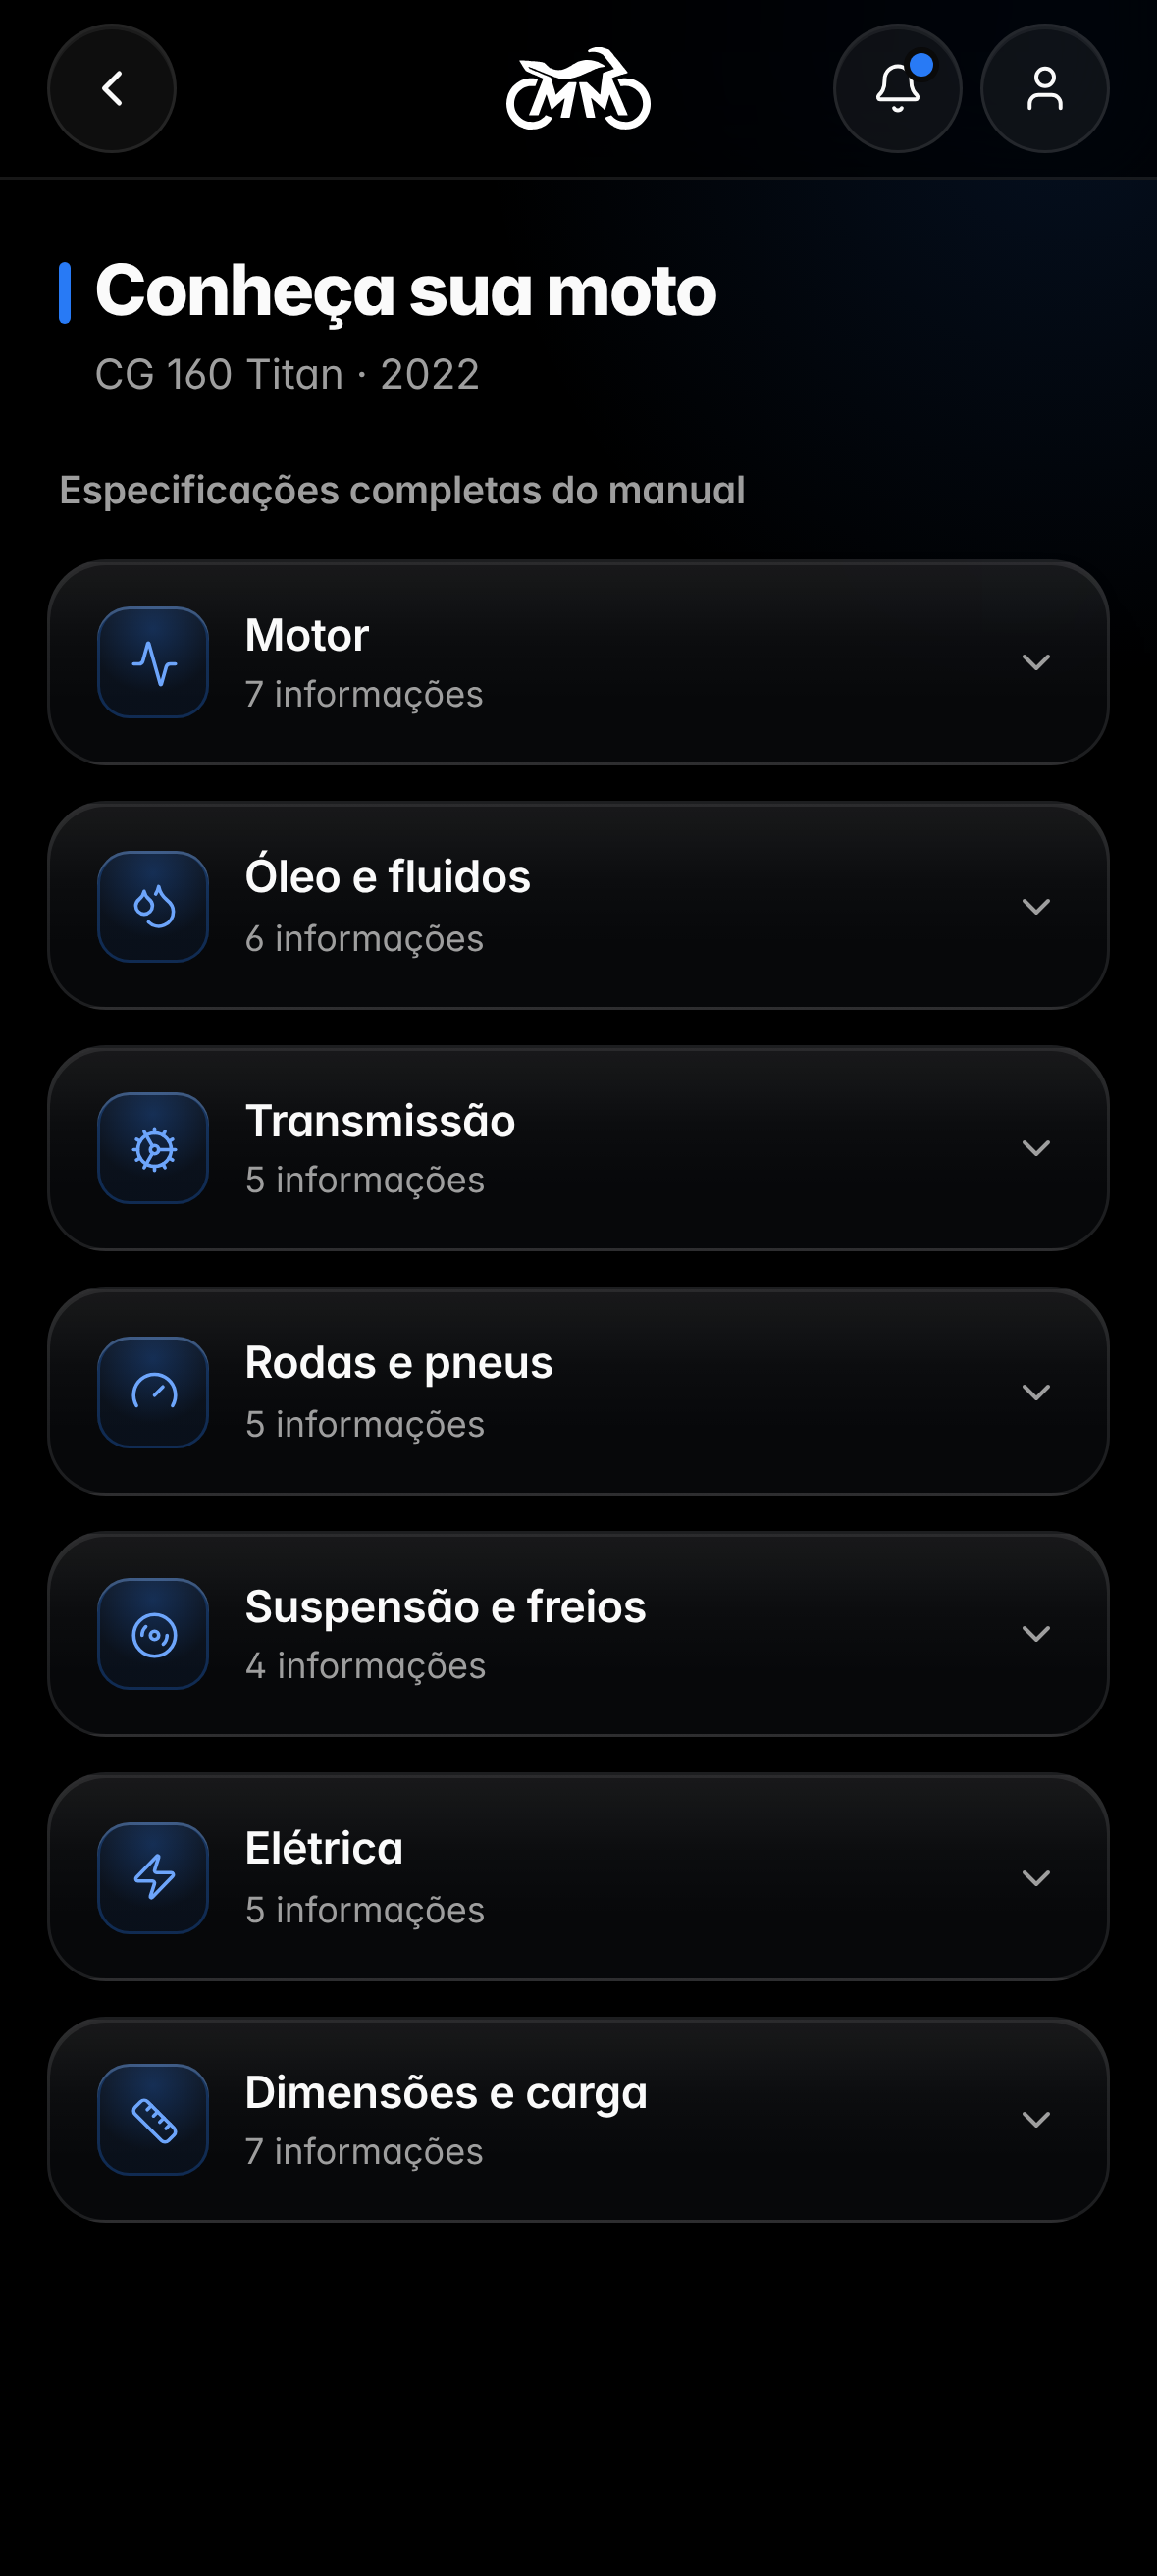 MM
Conheça sua moto
CG 160 Titan · 2022
Especificações completas do manual
Motor
7 informações
Óleo e fluidos
6 informações
Transmissão
5 informações
Rodas e pneus
5 informações
Suspensão e freios
4 informações
Elétrica
5 informações
Dimensões e carga
7 informações